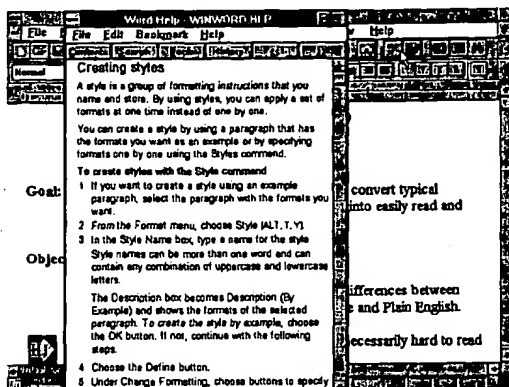 Word Help - WINWORD.HLP
File Edit Bookmark Help
File
Help
Normal
Creating styles
A style is a group of formatting instructions that you
name and store. By using styles, you can apply a set of
formats at one time instead of one by one.
You can create a style by using a paragraph that has
the formats you want as an example or by specifying
formats one by one using the Styles command.
To create styles with the Style command
1 If you want to create a style using an example
paragraph, select the paragraph with the formats you
want.
2 From the Format menu, choose Style (ALT, T, Y)
3 In the Style Name box, type a name for the style
Style names can be more than one word and can
contain any combination of uppercase and lowercase
letters.
The Description box becomes Description (By
Example) and shows the formats of the selected
paragraph. To create the style by example, choose
the OK button. If not, continue with the following
steps.
4 Choose the Define button.
5 Under Change Formatting, choose buttons to specify
Goal:
convert typical
into easily read and
Objec
ifferences between
e and Plain English.
ecessarily hard to read